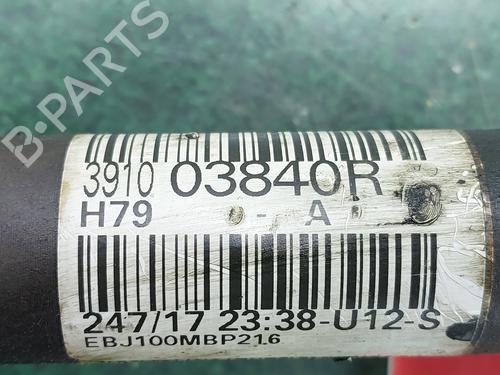 B-PARTS
3910 03840R
H79 - A
247/17 23:38-U12-S
EBJ100MBP216